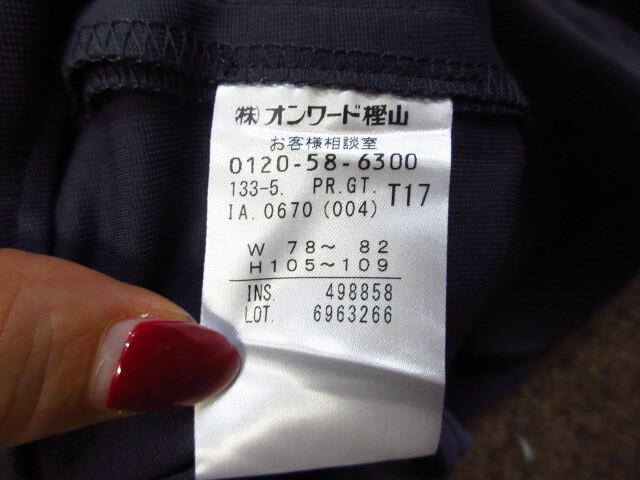 ㈱オンワード樫山
お客様相談室
0120-58-6300
133-5. PR.GT. T17
IA.0670(004)
W 78～ 82
H 105～109
INS. 498858
LOT. 6963266